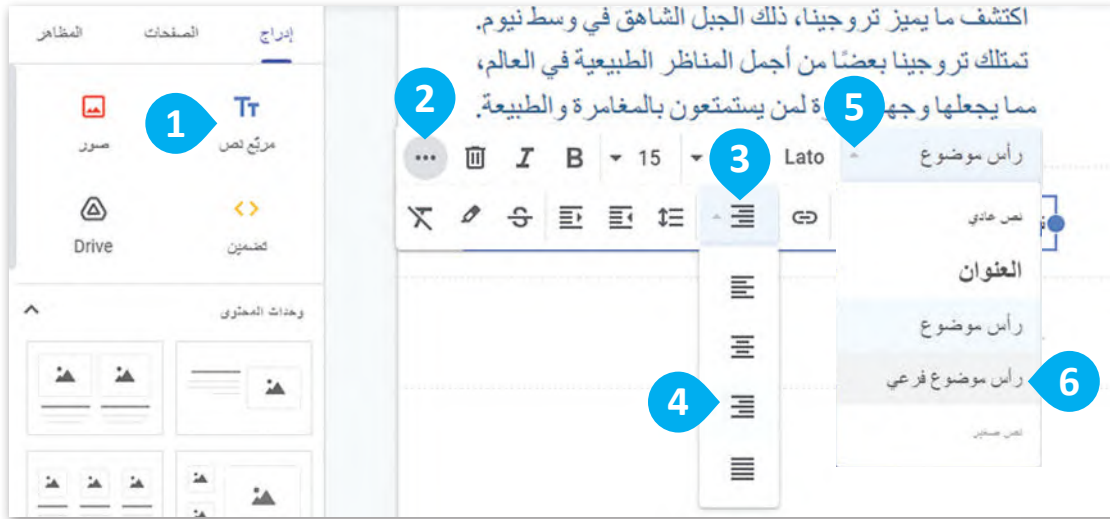 اكتشف ما يميز تروجينا، ذلك الجبل الشاهق في وسط نيوم.
تمتلك تروجينا بعضًا من أجمل المناظر الطبيعية في العالم،
مما يجعلها لمن يستمتعون بالمغامرة والطبيعة.
إدراج الصفحات المظاهر
1
مربّع نص صور
تضمين Drive
وحدات المحتوى
2
3
4
5
6
رأس موضوع Lato 15 B I
نص عادي
العنوان
رأس موضوع
رأس موضوع فرعي
نص صغير